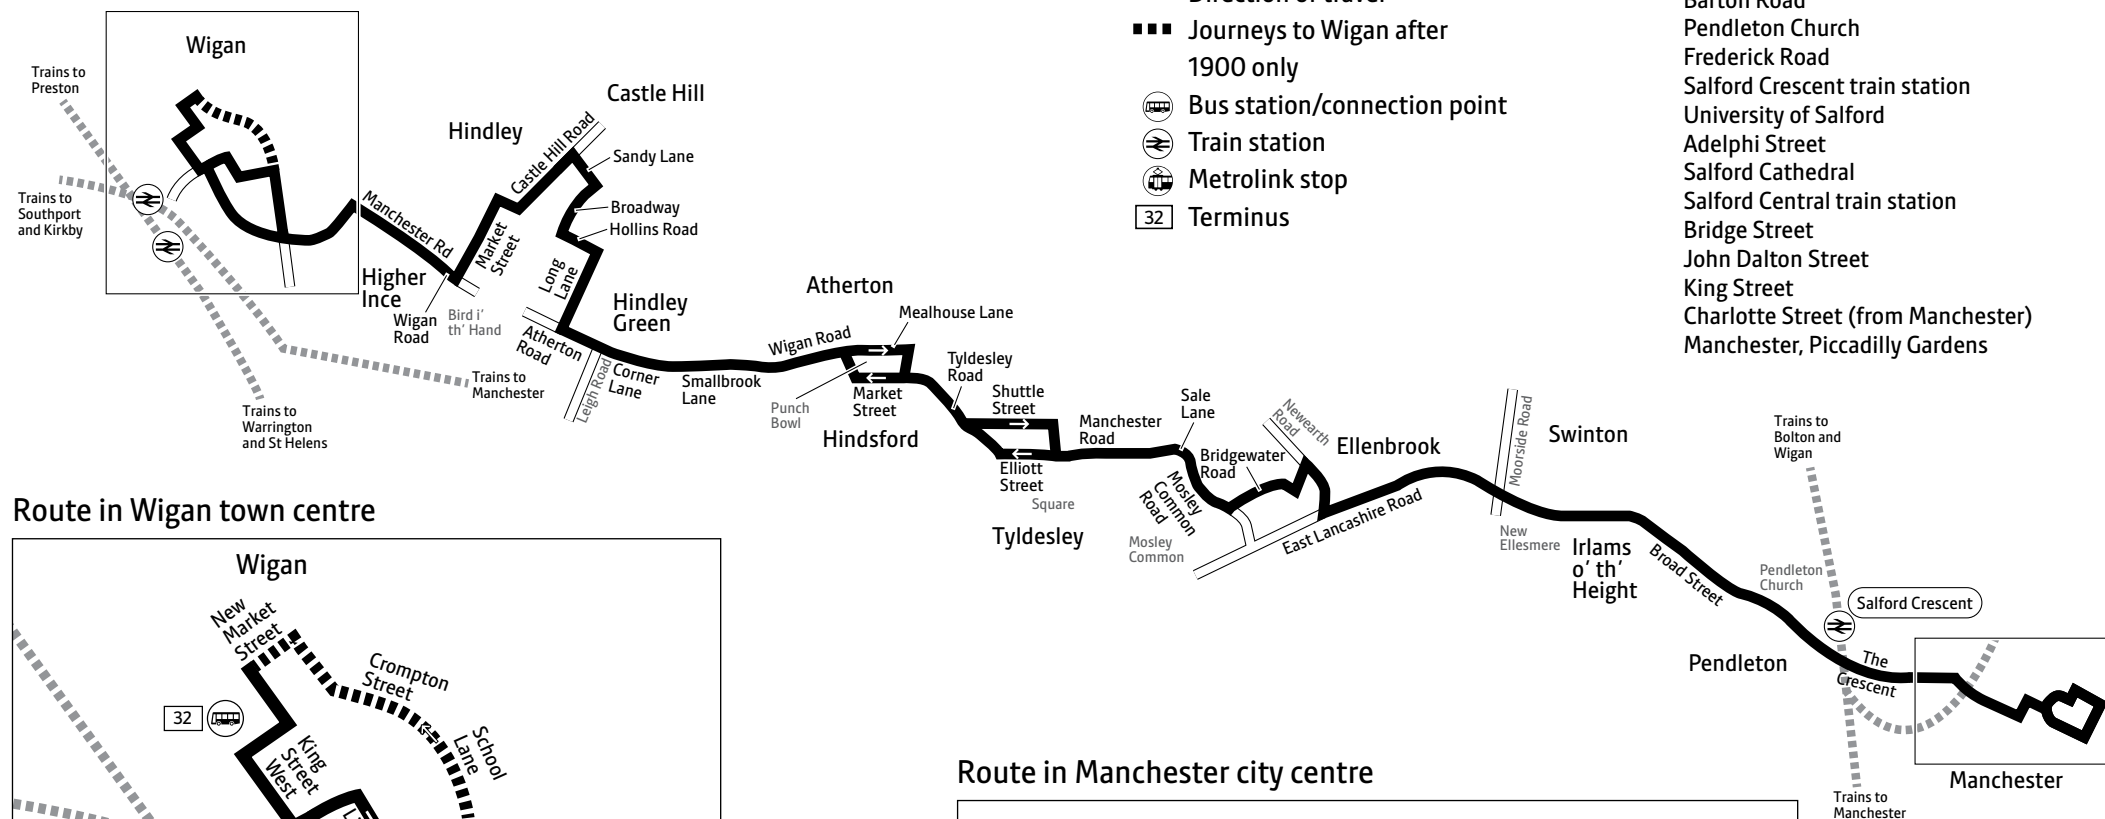 Wigan
Trains to
Preston
Trains to
Southport
and Kirkby
Trains to
Warrington
and St Helens
Trains to
Manchester
Manchester Rd
Higher
Ince
Wigan
Road
Bird i'
th' Hand
Market
Street
Hindley
Castle Hill Road
Castle Hill
Sandy Lane
Broadway
Hollins Road
Long
Lane
Hindley
Green
Atherton
Road
Leigh Road
Corner
Lane
Smallbrook
Lane
Wigan Road
Atherton
Mealhouse Lane
Punch
Bowl
Market
Street
Hindsford
Tyldesley
Road
Shuttle
Street
Elliott
Street
Square
Tyldesley
Manchester
Road
Sale
Lane
Mosley
Common
Road
Mosley
Common
Bridgewater
Road
Newearth
Road
Ellenbrook
East Lancashire Road
Moorside Road
Swinton
New
Ellesmere
Irlams
o' th'
Height
Broad Street
Pendleton
Church
Trains to
Bolton and
Wigan
Salford Crescent
Pendleton
The
Crescent
Manchester
Trains to
Manchester
Journeys to Wigan after
1900 only
Bus station/connection point
Train station
Metrolink stop
32 Terminus
Pendleton Church
Frederick Road
Salford Crescent train station
University of Salford
Adelphi Street
Salford Cathedral
Salford Central train station
Bridge Street
John Dalton Street
King Street
Charlotte Street (from Manchester)
Manchester, Piccadilly Gardens
Route in Wigan town centre
Wigan
New
Market
Street
Crompton
Street
School
Lane
32
King
Street
West
Route in Manchester city centre